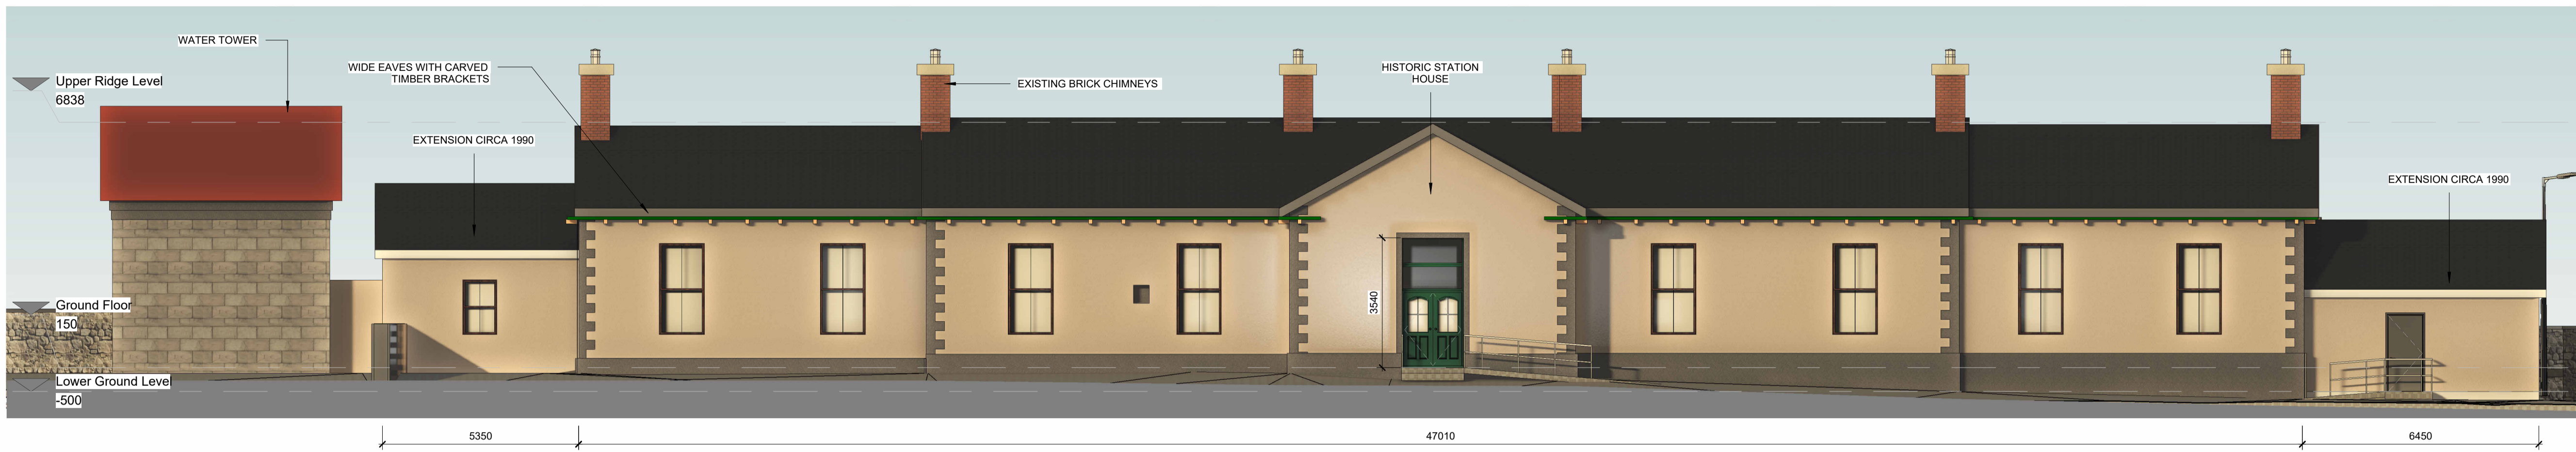 WATER TOWER
Upper Ridge Level
6838
WIDE EAVES WITH CARVED
TIMBER BRACKETS
EXISTING BRICK CHIMNEYS
HISTORIC STATION
HOUSE
EXTENSION CIRCA 1990
EXTENSION CIRCA 1990
3540
Ground Floor
150
Lower Ground Level
-500
5350
47010
6450